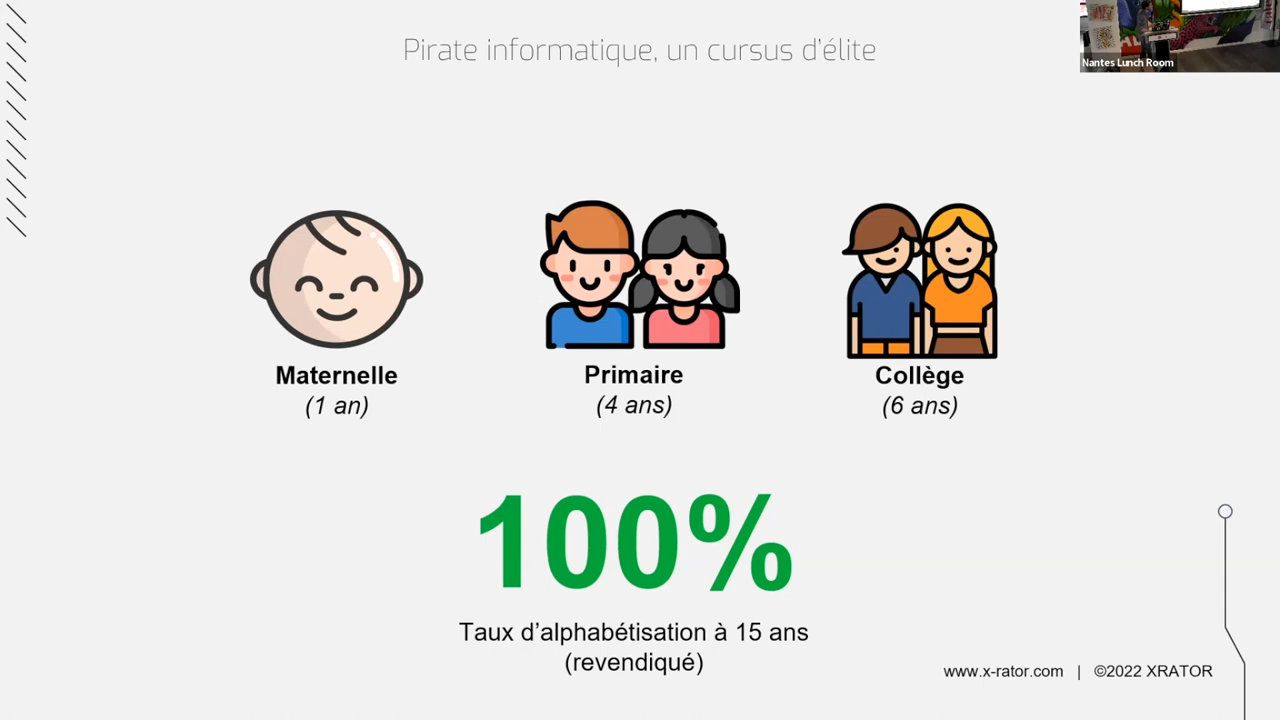 Pirate informatique, un cursus d'élite
Nantes Lunch Room
Maternelle
(1 an)
Primaire
(4 ans)
Collège
(6 ans)
100%
Taux d'alphabétisation à 15 ans
(revendiqué)
www.x-rator.com | ©2022 XRATOR